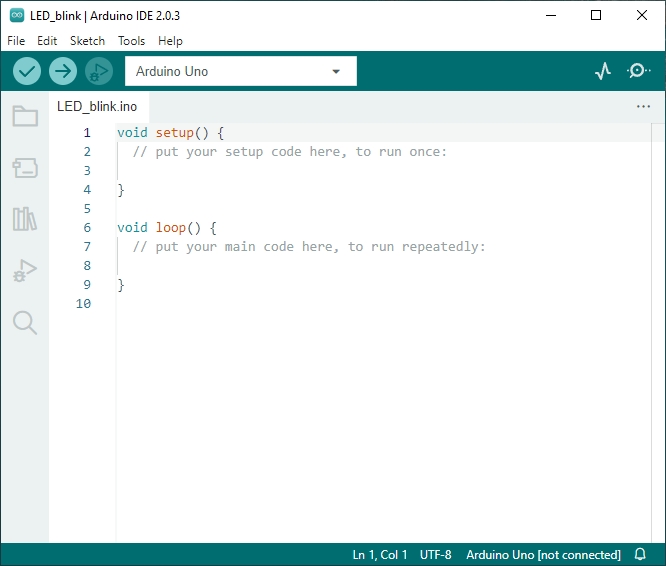 LED_blink | Arduino IDE 2.0.3
File Edit Sketch Tools Help
Arduino Uno
LED_blink.ino
1 void setup() {
2 // put your setup code here, to run once:
3
4 }
5
6 void loop() {
7 // put your main code here, to run repeatedly:
8
9 }
10
Ln 1, Col 1 UTF-8 Arduino Uno [not connected]